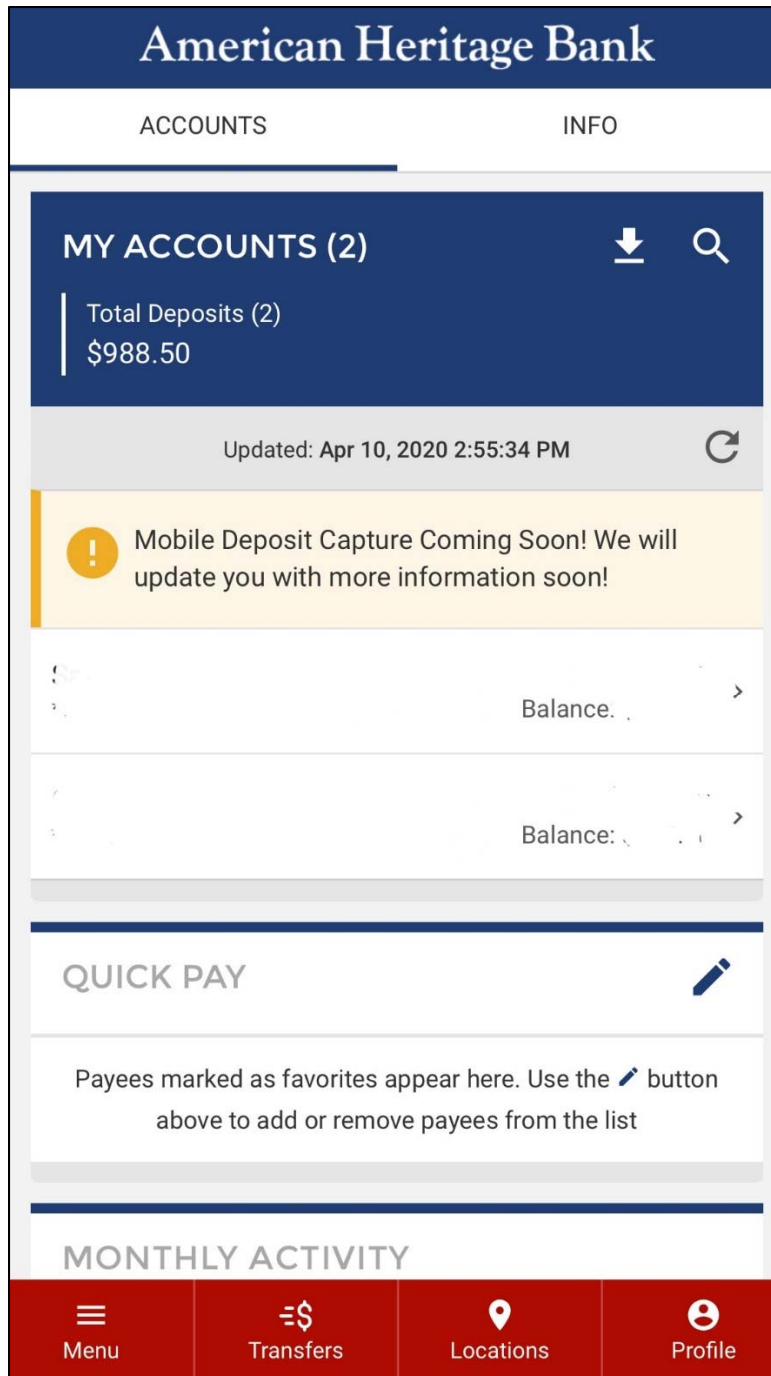 American Heritage Bank
ACCOUNTS
INFO
MY ACCOUNTS (2)
Total Deposits (2)
$988.50
Updated: Apr 10, 2020 2:55:34 PM
Mobile Deposit Capture Coming Soon! We will
update you with more information soon!
Balance.
Balance:
QUICK PAY
Payees marked as favorites appear here. Use the button
above to add or remove payees from the list
MONTHLY ACTIVITY
Menu
Transfers
Locations
Profile